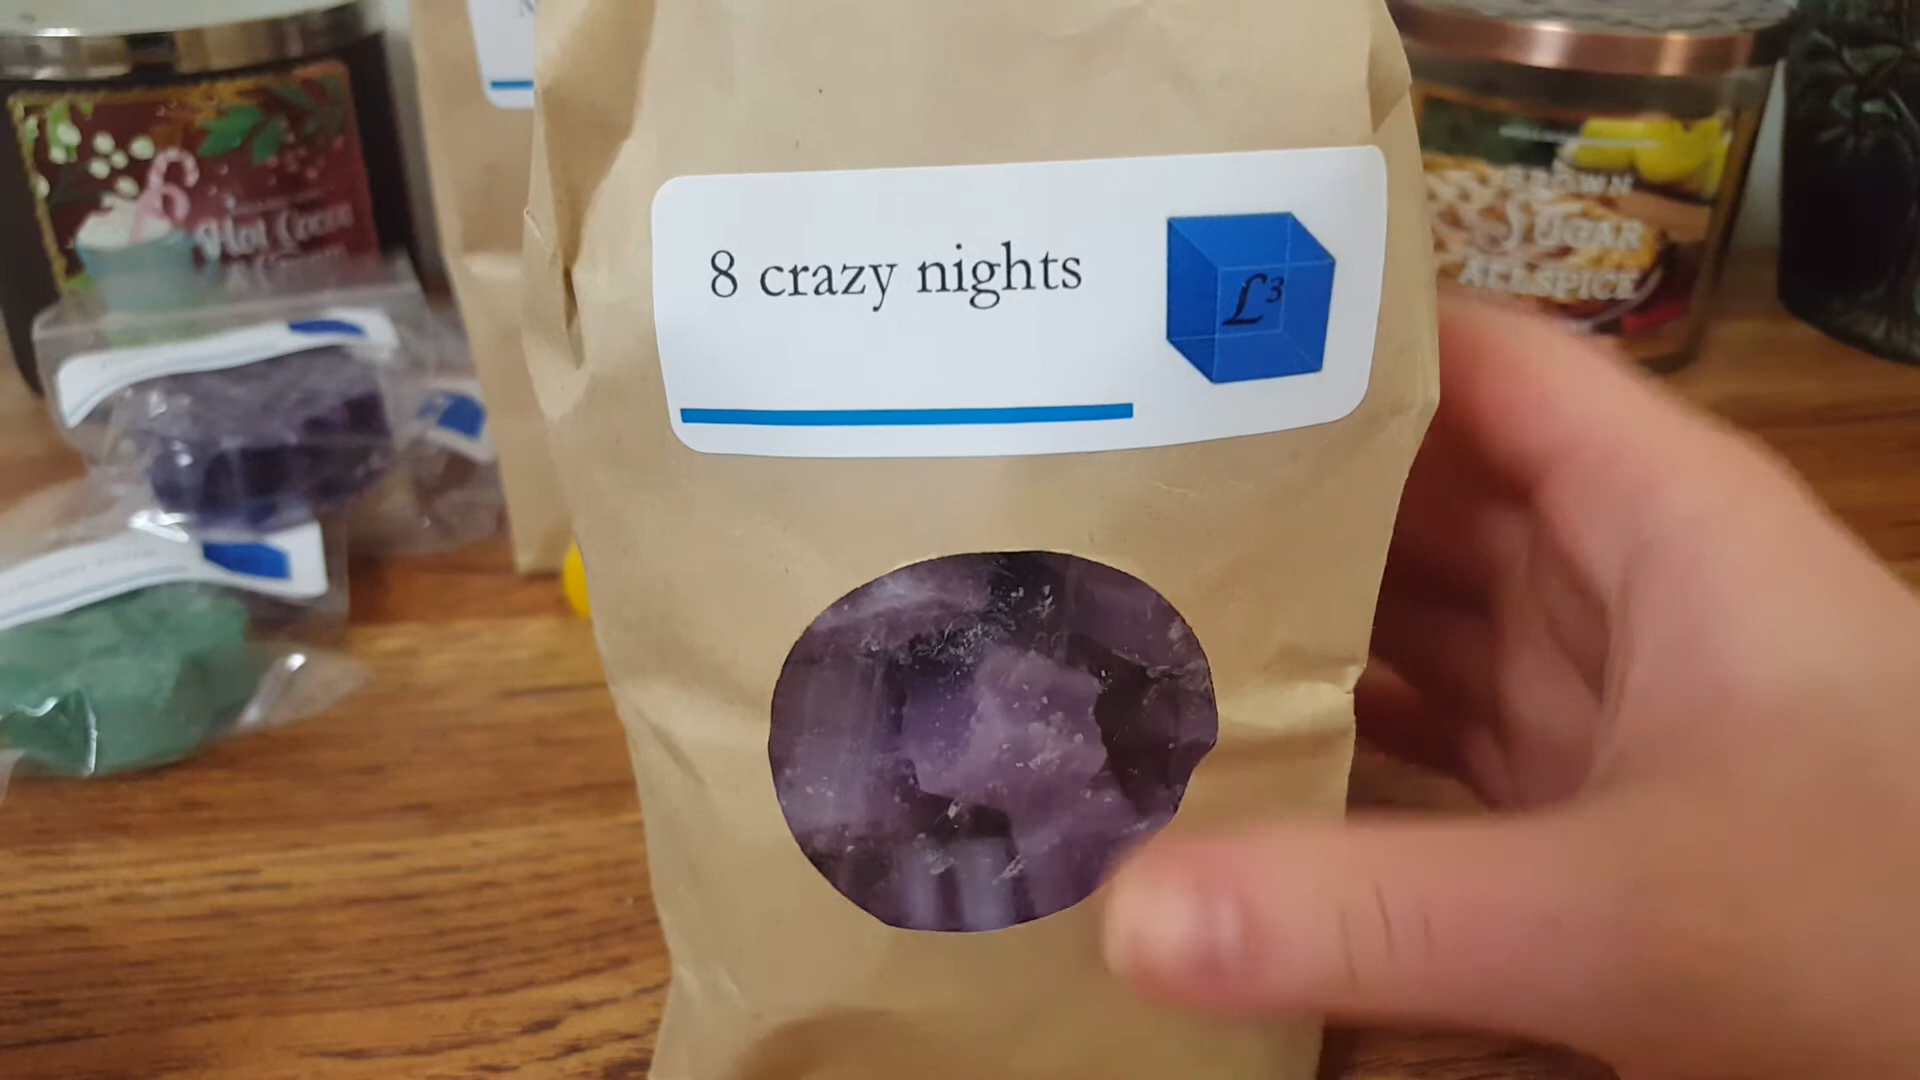 8 crazy nights
L³
Hot Cocoa
BROWN
SUGAR
ALLSPICE